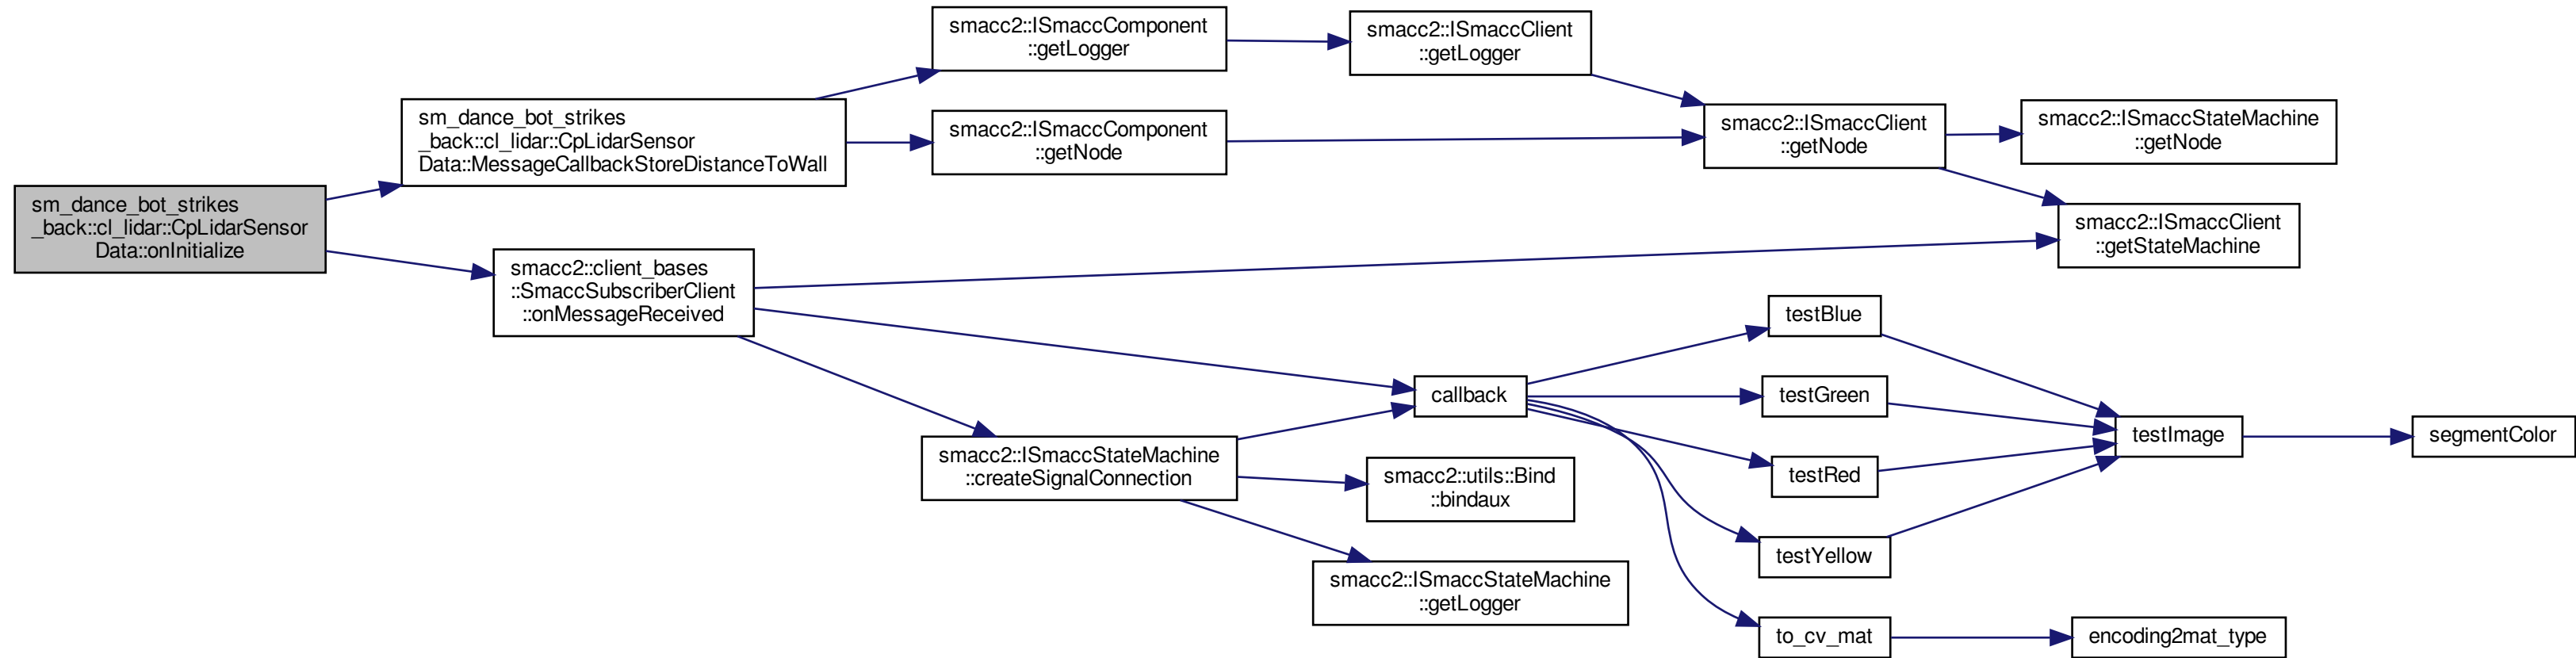 sm_dance_bot_strikes
_back::cl_lidar::CpLidarSensor
Data::onInitialize
sm_dance_bot_strikes
_back::cl_lidar::CpLidarSensor
Data::MessageCallbackStoreDistanceToWall
smacc2::ISmaccComponent
::getLogger
smacc2::ISmaccClient
::getLogger
smacc2::ISmaccComponent
::getNode
smacc2::ISmaccClient
::getNode
smacc2::ISmaccStateMachine
::getNode
smacc2::ISmaccClient
::getStateMachine
smacc2::client_bases
::SmaccSubscriberClient
::onMessageReceived
smacc2::ISmaccStateMachine
::createSignalConnection
callback
smacc2::utils::Bind
::bindaux
smacc2::ISmaccStateMachine
::getLogger
testBlue
testGreen
testRed
testYellow
to_cv_mat
testImage
segmentColor
encoding2mat_type